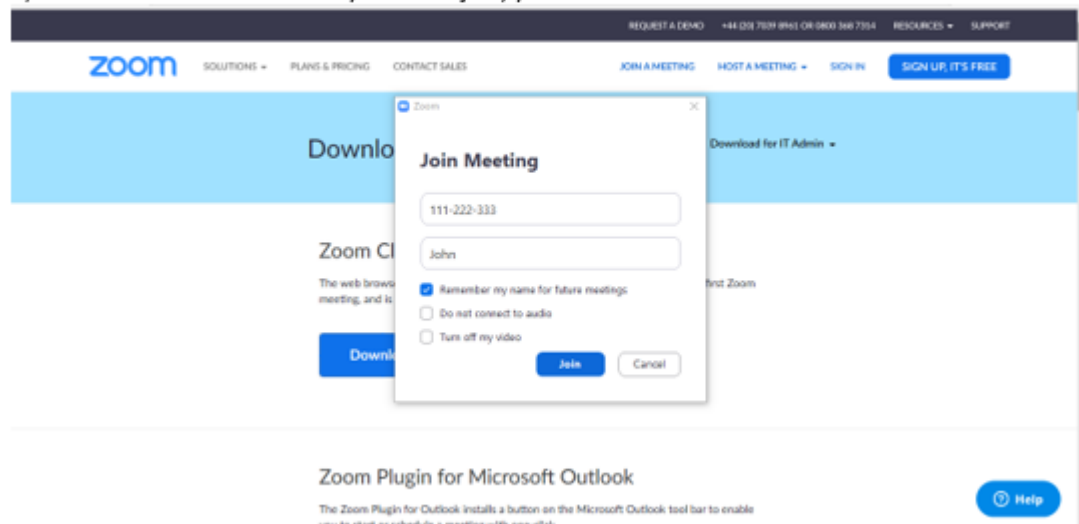 REQUEST A DEMO +44 (20) 7039 8961 OR 0800 368 7314 RESOURCES SUPPORT
zoom SOLUTIONS PLANS & PRICING CONTACT SALES JOIN A MEETING HOST A MEETING SIGN IN SIGN UP, IT'S FREE
Zoom
Downlo Download for IT Admin
Join Meeting
111-222-333
Zoom Cl
John
The web brows first Zoom
Remember my name for future meetings
meeting, and is
Do not connect to audio
Turn off my video
Downl
Join Cancel
Zoom Plugin for Microsoft Outlook
The Zoom Plugin for Outlook installs a button on the Microsoft Outlook tool bar to enable
Help